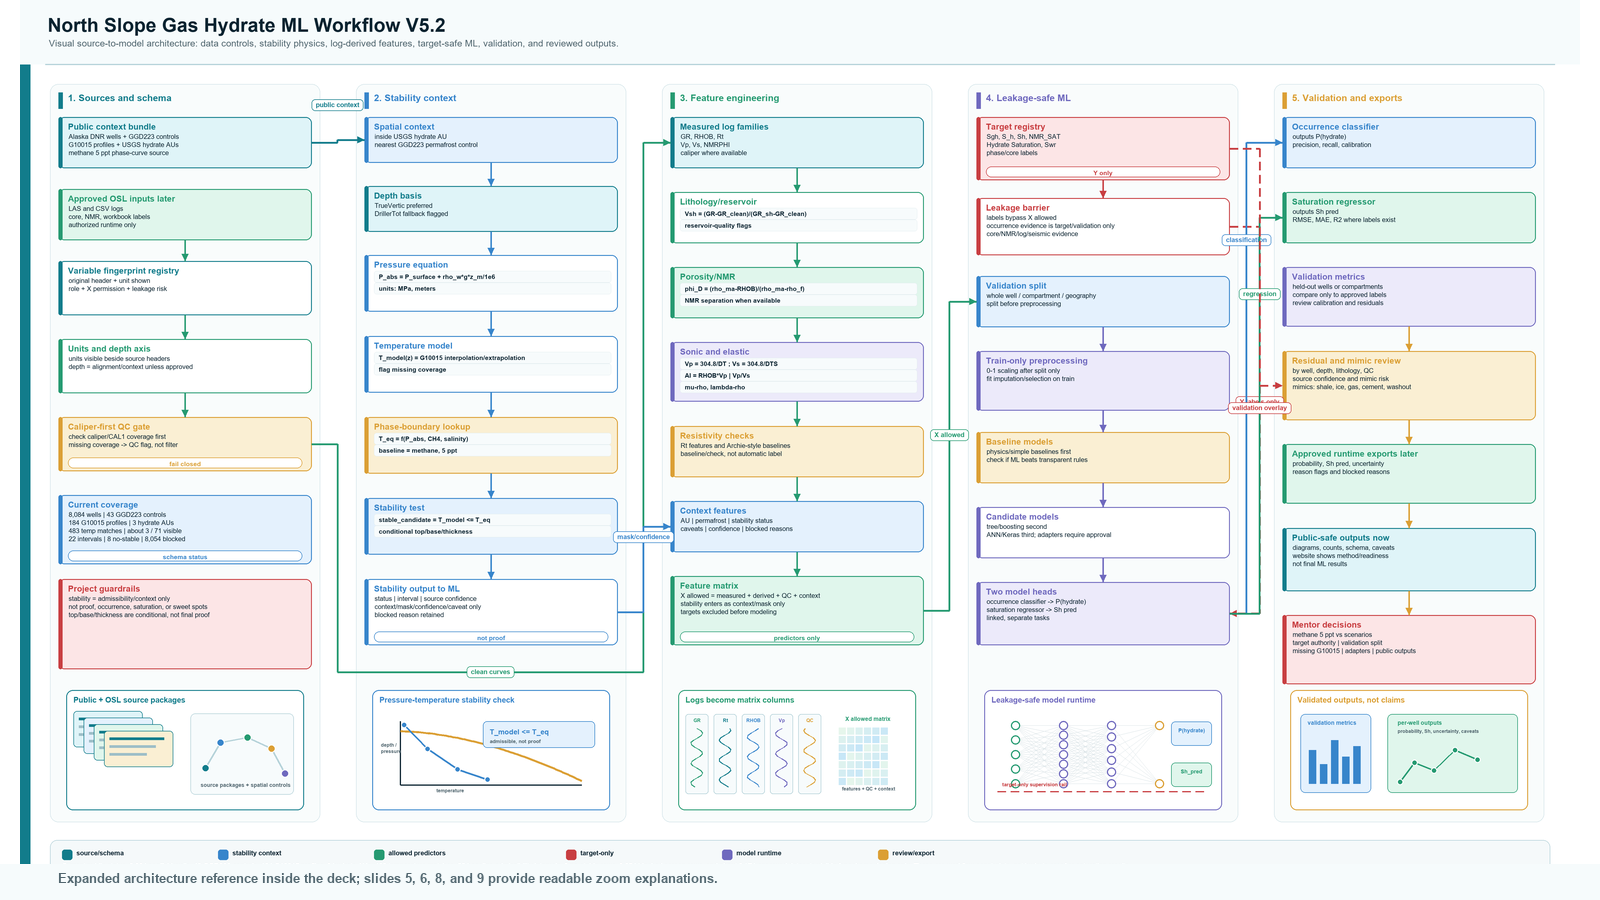 North Slope Gas Hydrate ML Workflow V5.2
Visual source-to-model architecture: data controls, stability physics, log-derived features, target-safe ML, validation, and reviewed outputs.
1. Sources and schema
Public context bundle
Alaska DNR wells + GGD223 controls
G10015 profiles + USGS hydrate AUs
methane 5 ppt phase-curve source
Approved OSL inputs later
LAS and CSV logs
core, NMR, workbook labels
authorized runtime only
Variable fingerprint registry
original header + unit shown
role + X permission + leakage risk
Units and depth axis
units visible beside source headers
depth = alignment/context unless approved
Caliper-first QC gate
check caliper/CAL1 coverage first
missing coverage -> QC flag, not filter
fail closed
Current coverage
8,084 wells | 43 GGD223 controls
184 G10015 profiles | 3 hydrate AUs
483 temp matches | about 3 / 71 visible
22 intervals | 8 no-stable | 8,054 blocked
schema status
Project guardrails
stability = admissibility/context only
not proof, occurrence, saturation, or sweet spots
top/base/thickness are conditional, not final proof
Public + OSL source packages
source packages + spatial controls
public context
2. Stability context
Spatial context
inside USGS hydrate AU
nearest GGD223 permafrost control
Depth basis
TrueVertic preferred
DrillerTot fallback flagged
Pressure equation
P_abs = P_surface + rho_w*g*z_m/1e6
units: MPa, meters
Temperature model
T_model(z) = G10015 interpolation/extrapolation
flag missing coverage
Phase-boundary lookup
T_eq = f(P_abs, CH4, salinity)
baseline = methane, 5 ppt
Stability test
stable_candidate = T_model <= T_eq
conditional top/base/thickness
Stability output to ML
status | interval | source confidence
context/mask/confidence/caveat only
blocked reason retained
not proof
clean curves
Pressure-temperature stability check
T_model <= T_eq
admissible, not proof
depth /
pressure
temperature
mask/confidence
3. Feature engineering
Measured log families
GR, RHOB, Rt
Vp, Vs, NMRPHI
caliper where available
Lithology/reservoir
Vsh = (GR-GR_clean)/(GR_sh-GR_clean)
reservoir-quality flags
Porosity/NMR
phi_D = (rho_ma-RHOB)/(rho_ma-rho_f)
NMR separation when available
Sonic and elastic
Vp = 304.8/DT ; Vs = 304.8/DTS
AI = RHOB*Vp | Vp/Vs
mu-rho, lambda-rho
Resistivity checks
Rt features and Archie-style baselines
baseline/check, not automatic label
Context features
AU | permafrost | stability status
caveats | confidence | blocked reasons
Feature matrix
X allowed = measured + derived + QC + context
stability enters as context/mask only
targets excluded before modeling
predictors only
Logs become matrix columns
GR
Rt
RHOB
Vp
QC
X allowed matrix
features + QC + context
X allowed
4. Leakage-safe ML
Target registry
Sgh, S_h, Sh, NMR_SAT
Hydrate Saturation, Swr
phase/core labels
Y only
Leakage barrier
labels bypass X allowed
occurrence evidence is target/validation only
core/NMR/log/seismic evidence
Validation split
whole well / compartment / geography
split before preprocessing
Train-only preprocessing
0-1 scaling after split only
fit imputation/selection on train
Baseline models
physics/simple baselines first
check if ML beats transparent rules
Candidate models
tree/boosting second
ANN/Keras third; adapters require approval
Two model heads
occurrence classifier -> P(hydrate)
saturation regressor -> Sh pred
linked, separate tasks
Leakage-safe model runtime
P(hydrate)
Sh_pred
target-only supervision
classification
regression
validation overlay
5. Validation and exports
Occurrence classifier
outputs P(hydrate)
precision, recall, calibration
Saturation regressor
outputs Sh pred
RMSE, MAE, R2 where labels exist
Validation metrics
held-out wells or compartments
compare only to approved labels
review calibration and residuals
Residual and mimic review
by well, depth, lithology, QC
source confidence and mimic risk
mimics: shale, ice, gas, cement, washout
Approved runtime exports later
probability, Sh pred, uncertainty
reason flags and blocked reasons
Public-safe outputs now
diagrams, counts, schema, caveats
website shows method/readiness
not final ML results
Mentor decisions
methane 5 ppt vs scenarios
target authority | validation split
missing G10015 | adapters | public outputs
Validated outputs, not claims
validation metrics
per-well outputs
probability, Sh, uncertainty, caveats
source/schema
stability context
allowed predictors
target-only
model runtime
review/export
Expanded architecture reference inside the deck; slides 5, 6, 8, and 9 provide readable zoom explanations.